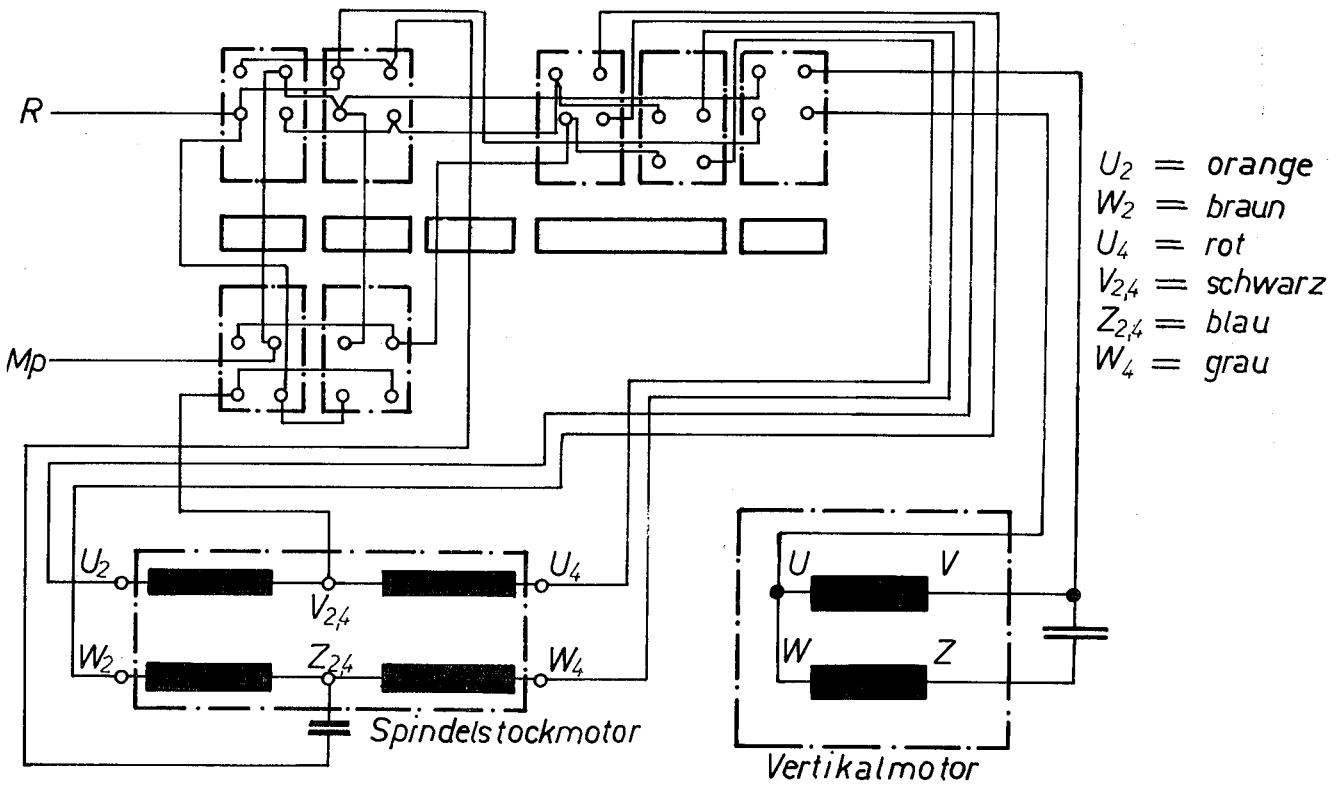 R
Mp
U2 = orange
W2 = braun
U4 = rot
V2,4 = schwarz
Z2,4 = blau
W4 = grau
U2
V2,4
U4
W2
Z2,4
W4
Spindelstockmotor
U
V
W
Z
Vertikalmotor